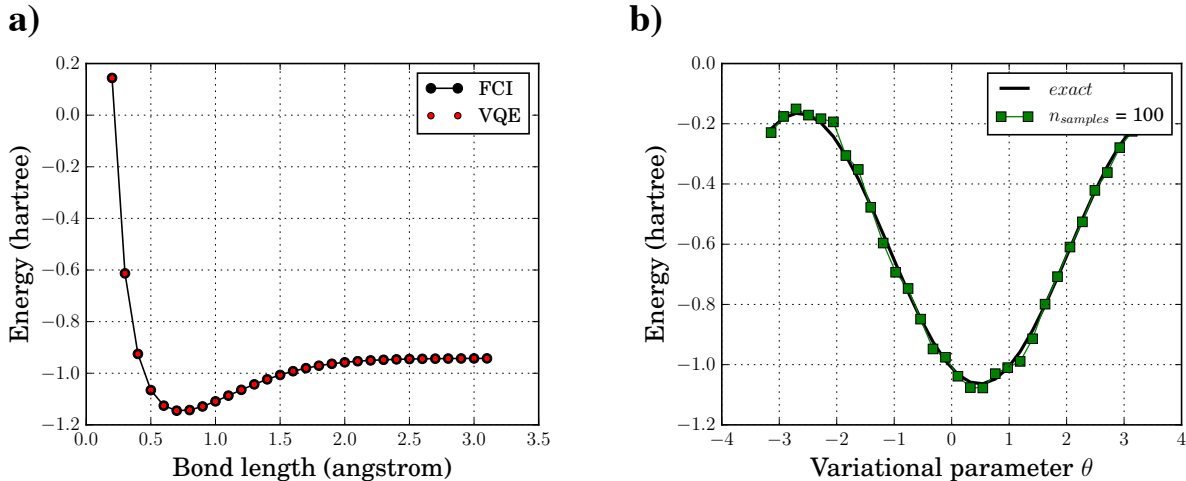 a)
0.2
0.0
−0.2
−0.4
−0.6
−0.8
−1.0
−1.2
0.0 0.5 1.0 1.5 2.0 2.5 3.0 3.5
Energy (hartree)
Bond length (angstrom)
FCI
VQE
b)
0.0
−0.2
−0.4
−0.6
−0.8
−1.0
−1.2
−4 −3 −2 −1 0 1 2 3 4
Energy (hartree)
Variational parameter θ
exact
n_samples = 100